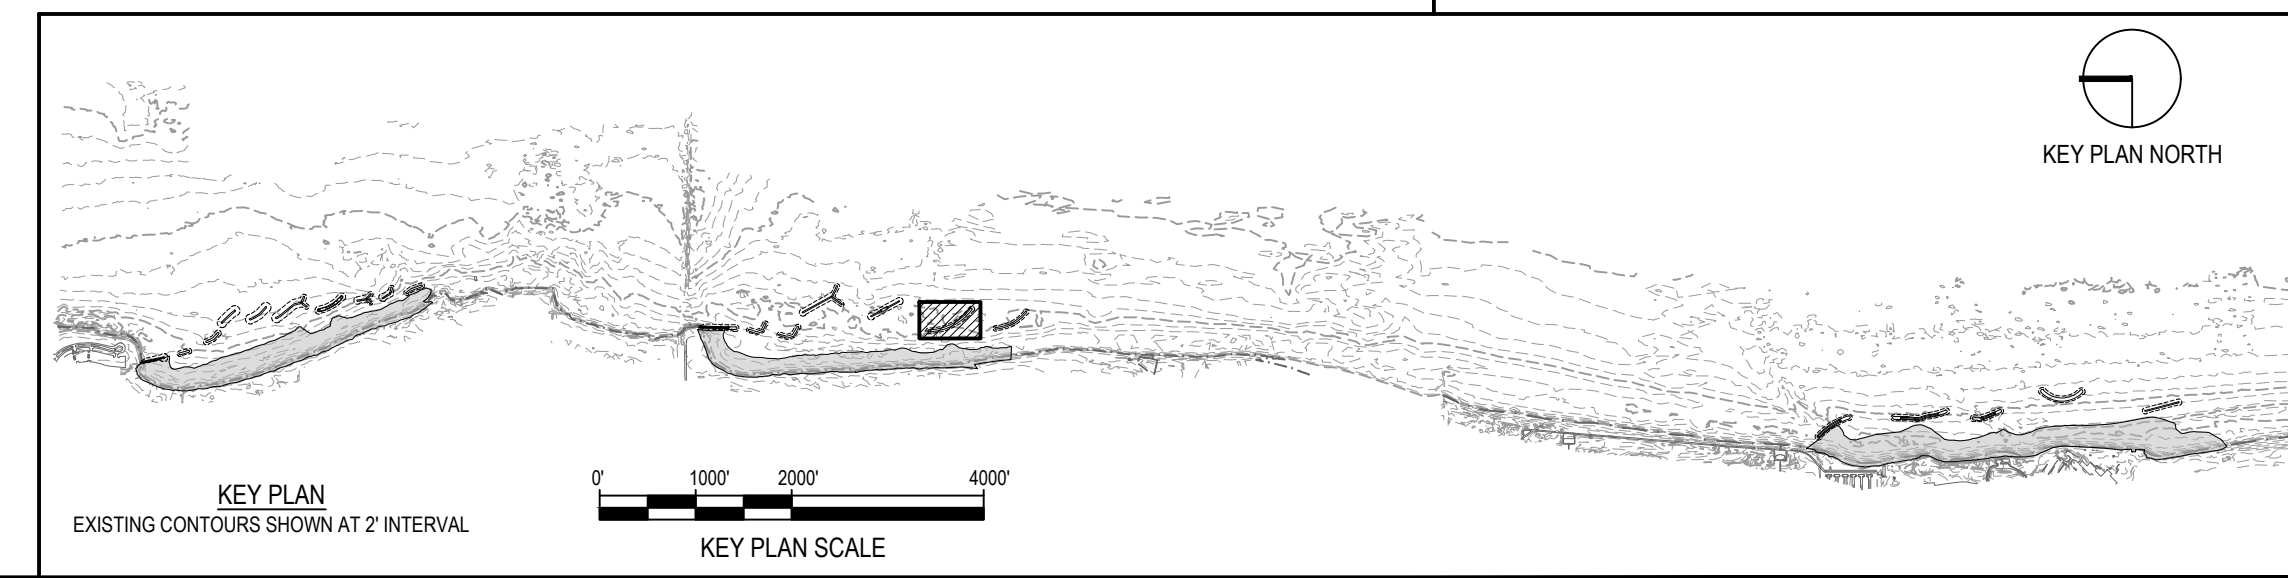 KEY PLAN NORTH
KEY PLAN
EXISTING CONTOURS SHOWN AT 2' INTERVAL
0' 1000' 2000' 4000'
KEY PLAN SCALE